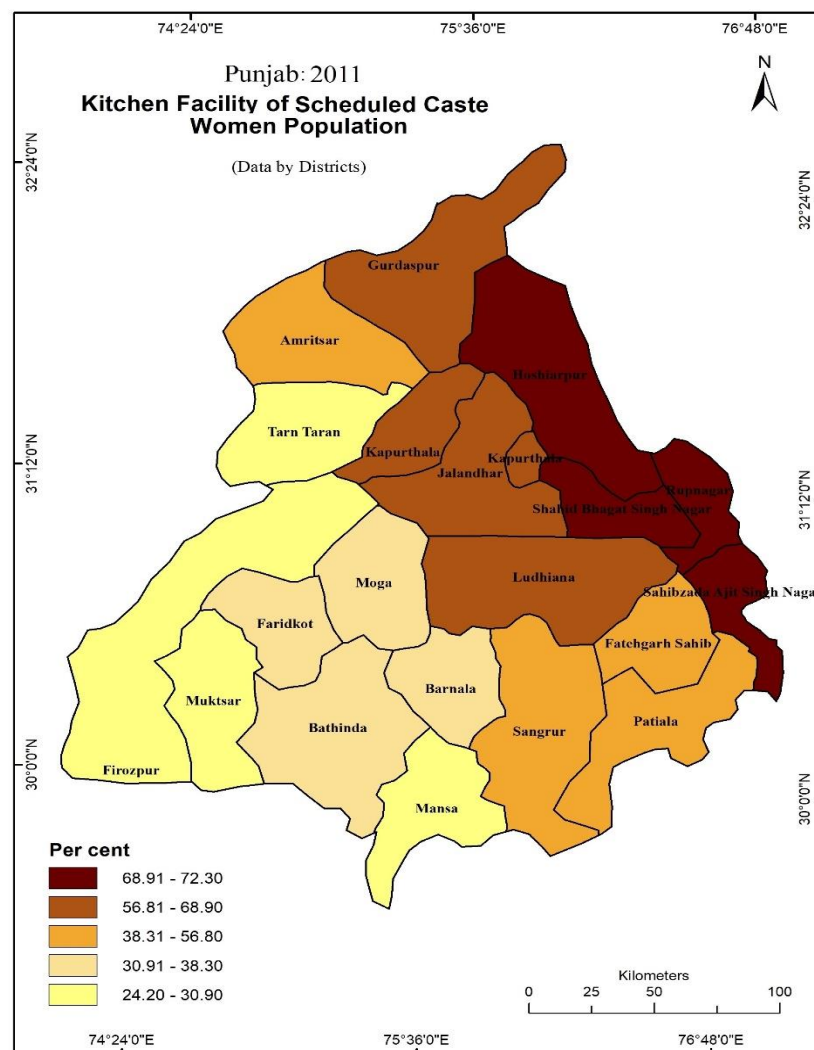 74°24'0"E 75°36'0"E 76°48'0"E
Punjab: 2011
Kitchen Facility of Scheduled Caste
Women Population
(Data by Districts)
N
32°24'0"N
32°24'0"N
Gurdaspur
Amritsar
Hoshiarpur
Tarn Taran
Kapurthala
Kapurthala
Jalandhar
31°12'0"N
31°12'0"N
Rupnagar
Shahid Bhagat Singh Nagar
Moga
Ludhiana
Sahibzada Ajit Singh Naga
Faridkot
Fatehgarh Sahib
Muktsar
Barnala
Bathinda
Sangrur
Patiala
Firozpur
30°0'0"N
30°0'0"N
Mansa
Per cent
68.91 - 72.30
56.81 - 68.90
38.31 - 56.80
30.91 - 38.30
24.20 - 30.90
Kilometers
0 25 50 100
74°24'0"E 75°36'0"E 76°48'0"E